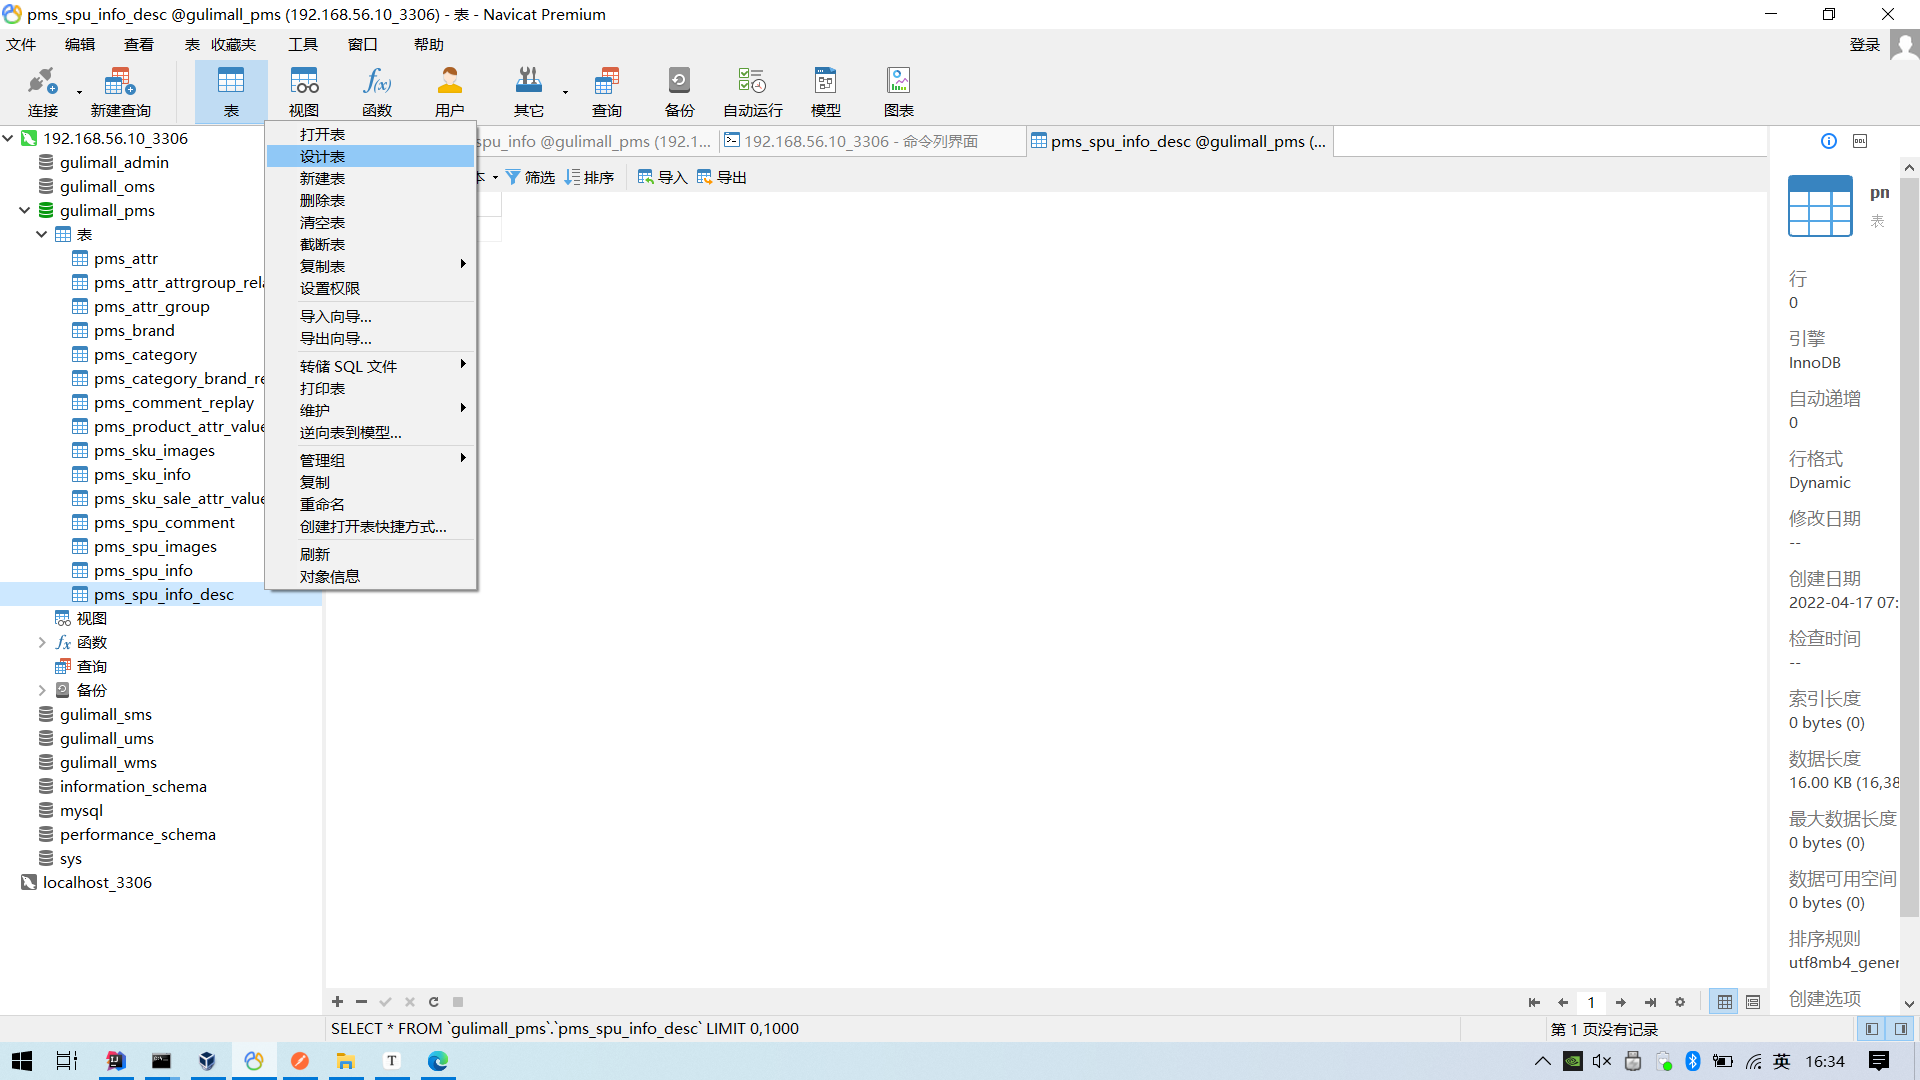 pms_spu_info_desc @gulimall_pms (192.168.56.10_3306) - 表 - Navicat Premium
文件 编辑 查看 表 收藏夹 工具 窗口 帮助 登录
连接 新建查询 表 视图 函数 用户 其它 查询 备份 自动运行 模型 图表
spu_info @gulimall_pms (192.1... 192.168.56.10_3306 - 命令列界面 pms_spu_info_desc @gulimall_pms (...
本 筛选 排序 导入 导出
192.168.56.10_3306
gulimall_admin
gulimall_oms
gulimall_pms
表
pms_attr
pms_attr_attrgroup_rela
pms_attr_group
pms_brand
pms_category
pms_category_brand_re
pms_comment_replay
pms_product_attr_value
pms_sku_images
pms_sku_info
pms_sku_sale_attr_value
pms_spu_comment
pms_spu_images
pms_spu_info
pms_spu_info_desc
视图
函数
查询
备份
gulimall_sms
gulimall_ums
gulimall_wms
information_schema
mysql
performance_schema
sys
localhost_3306
打开表
设计表
新建表
删除表
清空表
截断表
复制表
设置权限
导入向导...
导出向导...
转储 SQL 文件
打印表
维护
逆向表到模型...
管理组
复制
重命名
创建打开表快捷方式...
刷新
对象信息
DDL
pn
表
行
0
引擎
InnoDB
自动递增
0
行格式
Dynamic
修改日期
--
创建日期
2022-04-17 07:
检查时间
--
索引长度
0 bytes (0)
数据长度
16.00 KB (16,38
最大数据长度
0 bytes (0)
数据可用空间
0 bytes (0)
排序规则
utf8mb4_gener
创建选项
1
SELECT * FROM `gulimall_pms`.`pms_spu_info_desc` LIMIT 0,1000
第 1 页没有记录
英 16:34